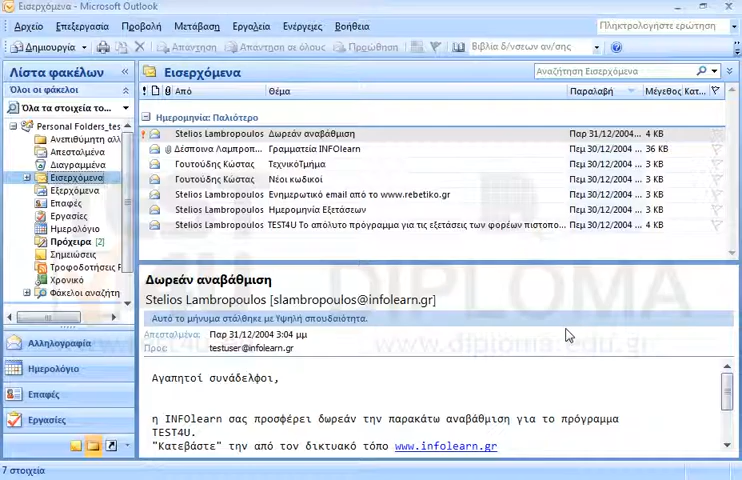 Εισερχόμενα - Microsoft Outlook
Αρχείο Επεξεργασία Προβολή Μετάβαση Εργαλεία Ενέργειες Βοήθεια Πληκτρολογήστε ερώτηση
Δημιουργία Απάντηση Απάντηση σε όλους Προώθηση Βιβλία δ/νσεων αν/σης
Λίστα φακέλων «
Όλοι οι φάκελοι
Όλα τα στοιχεία το...
Personal Folders_tes
Ανεπιθύμητη αλλ
Απεσταλμένα
Διαγραμμένα
Εισερχόμενα
Εξερχόμενα
Επαφές
Εργασίες
Ημερολόγιο
Πρόχειρα [2]
Σημειώσεις
Τροφοδοτήσεις F
Χρονικό
Φάκελοι αναζήτη
Αλληλογραφία
Ημερολόγιο
Επαφές
Εργασίες
Εισερχόμενα Αναζήτηση Εισερχόμενα
Από Θέμα Παραλαβή Μέγεθος Κατ...
Ημερομηνία: Παλιότερο
Stelios Lambropoulos Δωρεάν αναβάθμιση Παρ 31/12/2004... 4 KB
Δέσποινα Λαμπροπ... Γραμματεία INFOlearn Πεμ 30/12/2004 ... 36 KB
Γουτούδης Κώστας ΤεχνικόΤμήμα Πεμ 30/12/2004 ... 3 KB
Γουτούδης Κώστας Νέοι κωδικοί Πεμ 30/12/2004 ... 3 KB
Stelios Lambropoulos Ενημερωτικό email από το www.rebetiko.gr Πεμ 30/12/2004 ... 3 KB
Stelios Lambropoulos Ημερομηνία Εξετάσεων Πεμ 30/12/2004 ... 3 KB
Stelios Lambropoulos TEST4U Το απόλυτο πρόγραμμα για τις εξετάσεις των φορέων πιστοπο... Πεμ 30/12/2004 ... 4 KB
Δωρεάν αναβάθμιση
Stelios Lambropoulos [slambropoulos@infolearn.gr]
Αυτό το μήνυμα στάλθηκε με Υψηλή σπουδαιότητα.
Απεσταλμένα: Παρ 31/12/2004 3:04 μμ
Προς: testuser@infolearn.gr
Αγαπητοί συνάδελφοι,
η INFOlearn σας προσφέρει δωρεάν την παρακάτω αναβάθμιση για το πρόγραμμα
TEST4U.
"Κατεβάστε" την από τον δικτυακό τόπο www.infolearn.gr
7 στοιχεία
TEST
4U DIPLOMA
www.diploma.edu.gr